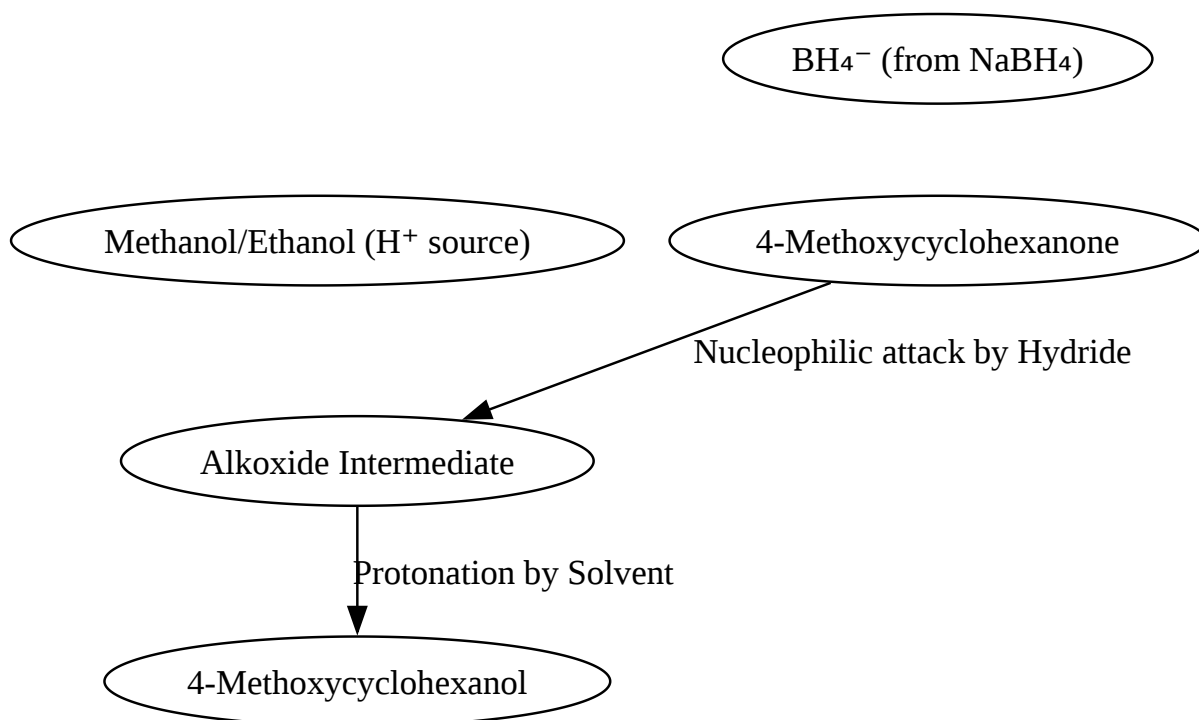 BH₄⁻ (from NaBH₄)
Methanol/Ethanol (H⁺ source)
4-Methoxycyclohexanone
Nucleophilic attack by Hydride
Alkoxide Intermediate
Protonation by Solvent
4-Methoxycyclohexanol